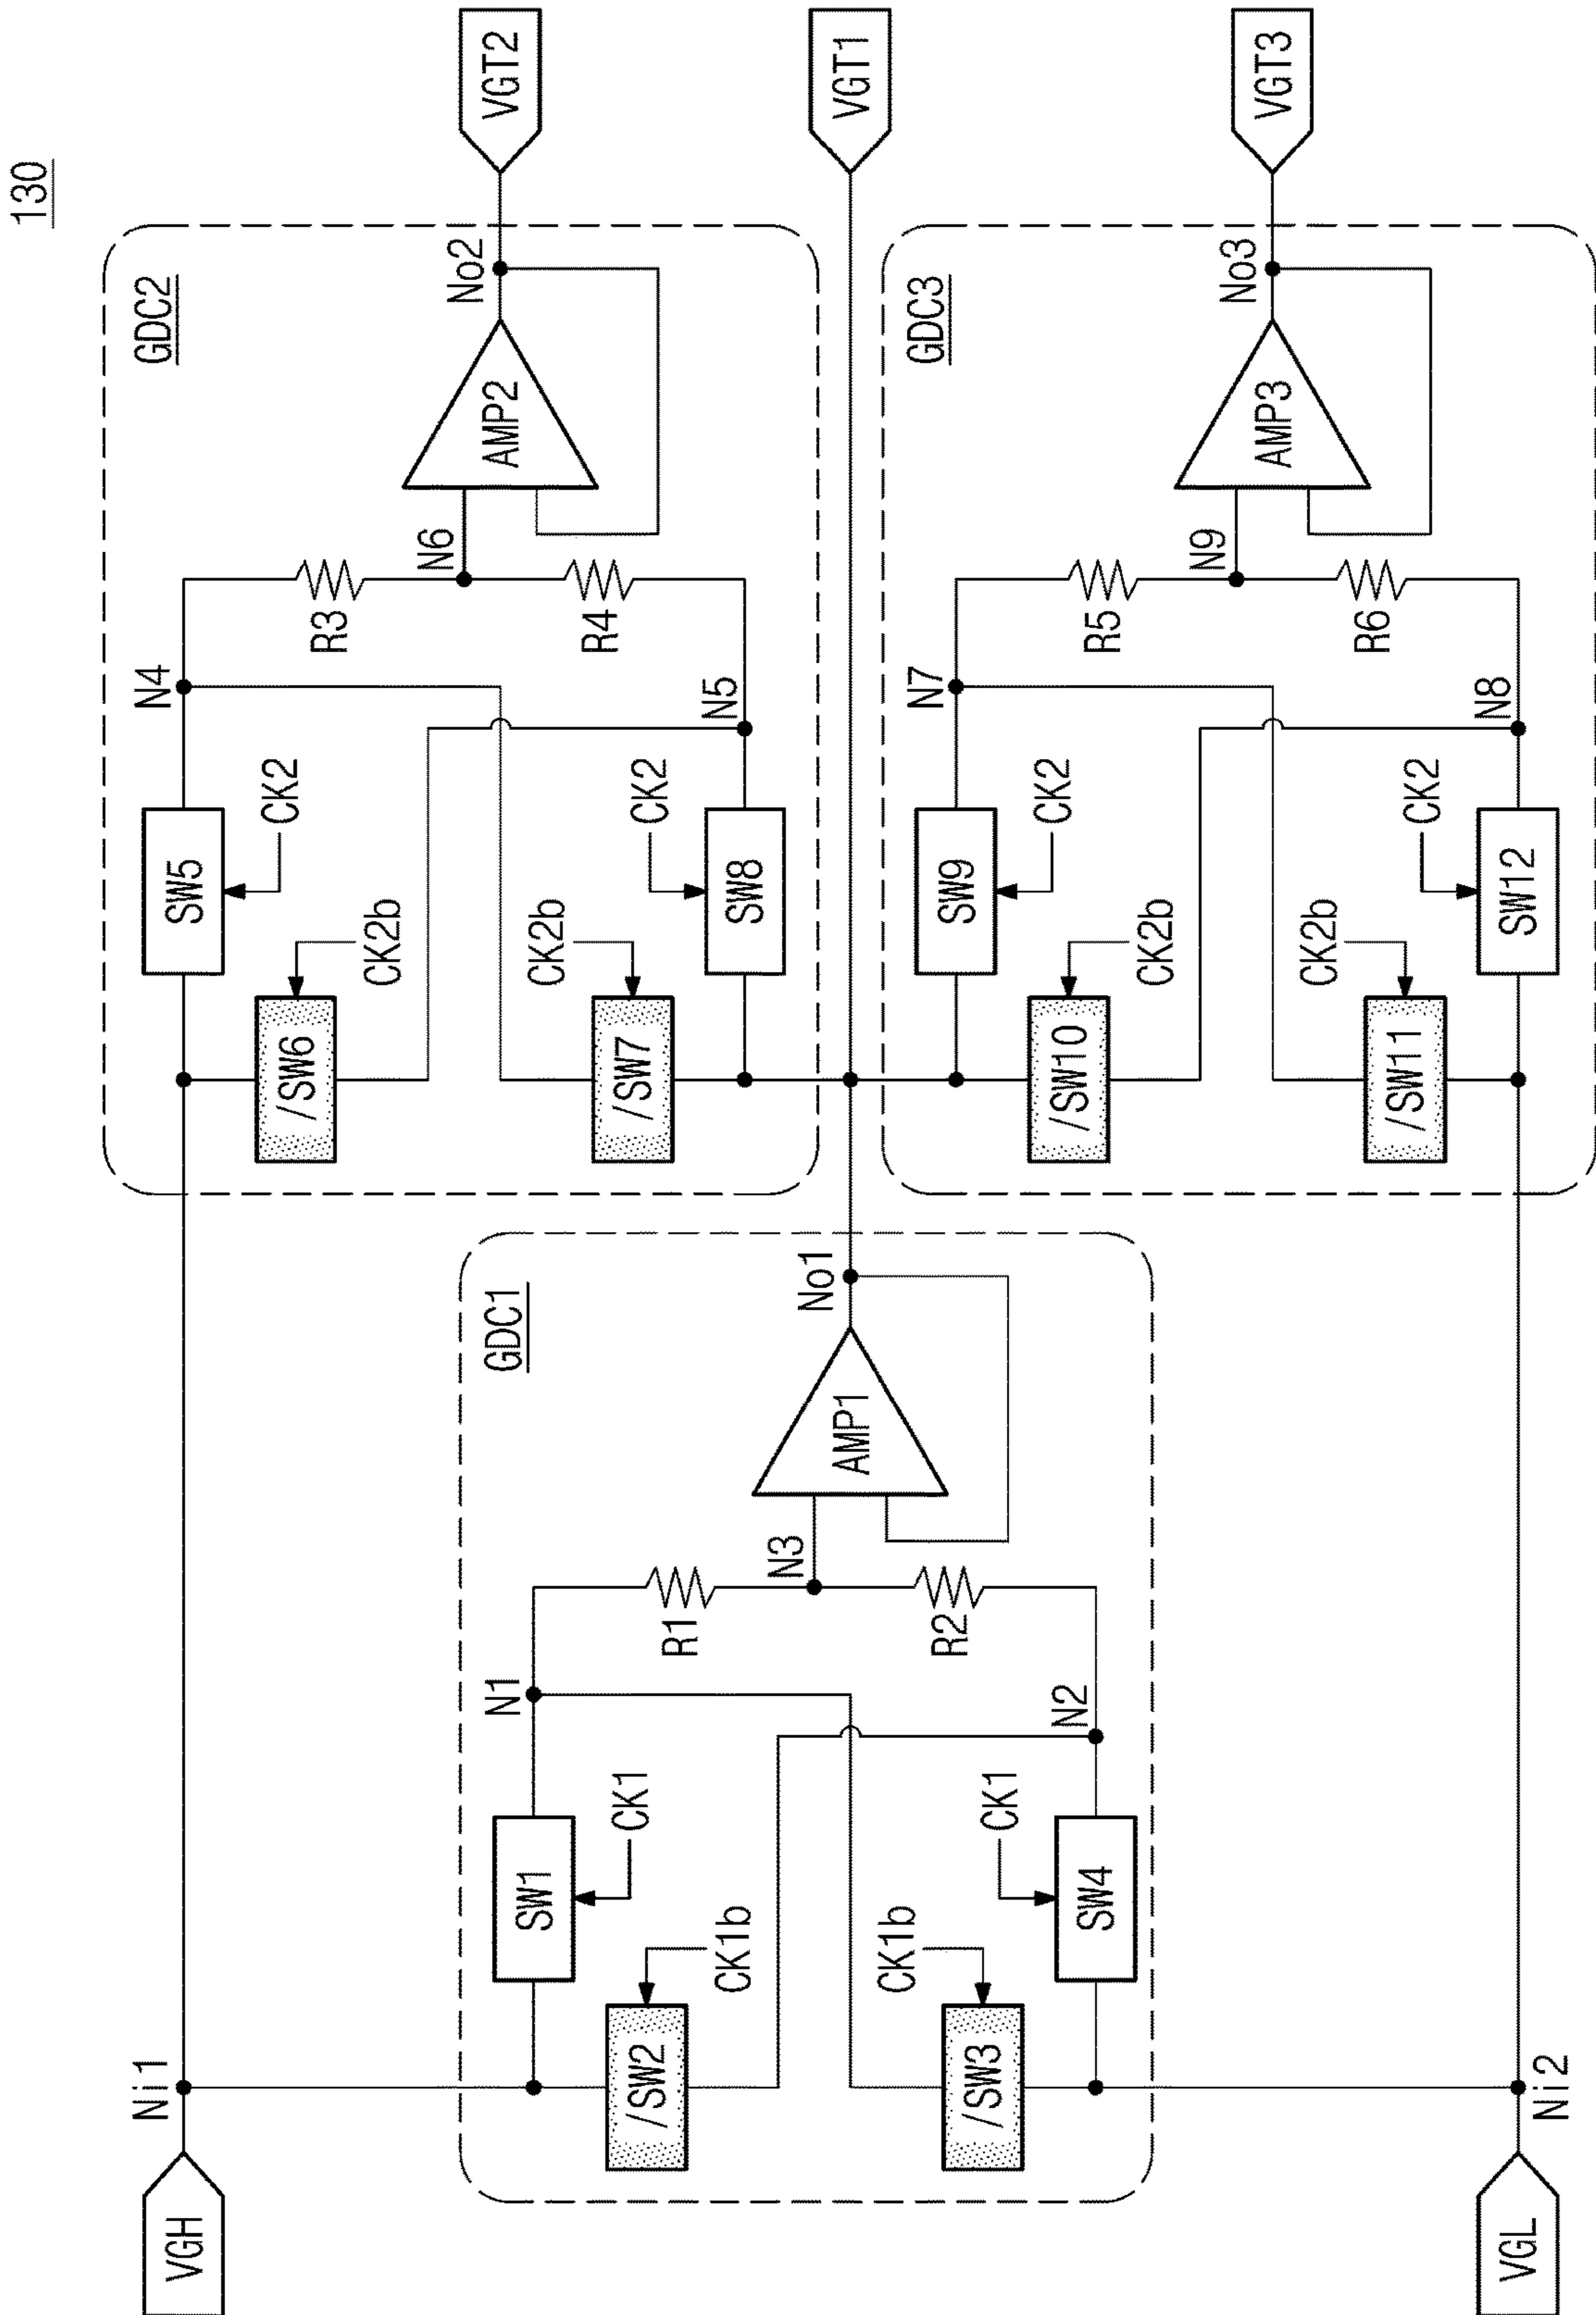 130
VGH
Ni1
VGL
Ni2
GDC1
SW1
CK1
/SW2
CK1b
/SW3
CK1b
SW4
CK1
N1
N2
R1
R2
N3
AMP1
No1
GDC2
SW5
CK2
/SW6
CK2b
/SW7
CK2b
SW8
CK2
N4
N5
R3
R4
N6
AMP2
No2
VGT2
VGT1
GDC3
SW9
CK2
/SW10
CK2b
/SW11
CK2b
SW12
CK2
N7
N8
R5
R6
N9
AMP3
No3
VGT3